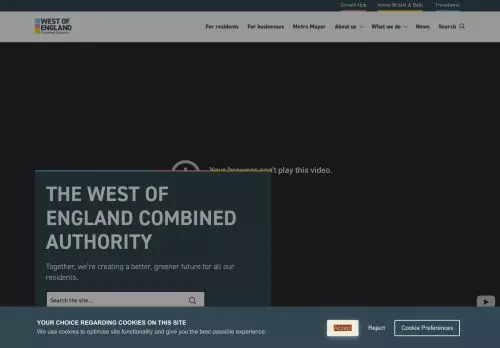 Growth Hub Invest Bristol & Bath Travelwest
WEST OF
ENGLAND
Combined Authority
For residents For businesses Metro Mayor About us What we do News Search
Your browser can't play this video.
THE WEST OF
ENGLAND COMBINED
AUTHORITY
Together, we're creating a better, greener future for all our
residents.
Search the site...
YOUR CHOICE REGARDING COOKIES ON THIS SITE
We use cookies to optimise site functionality and give you the best possible experience.
Accept Reject Cookie Preferences